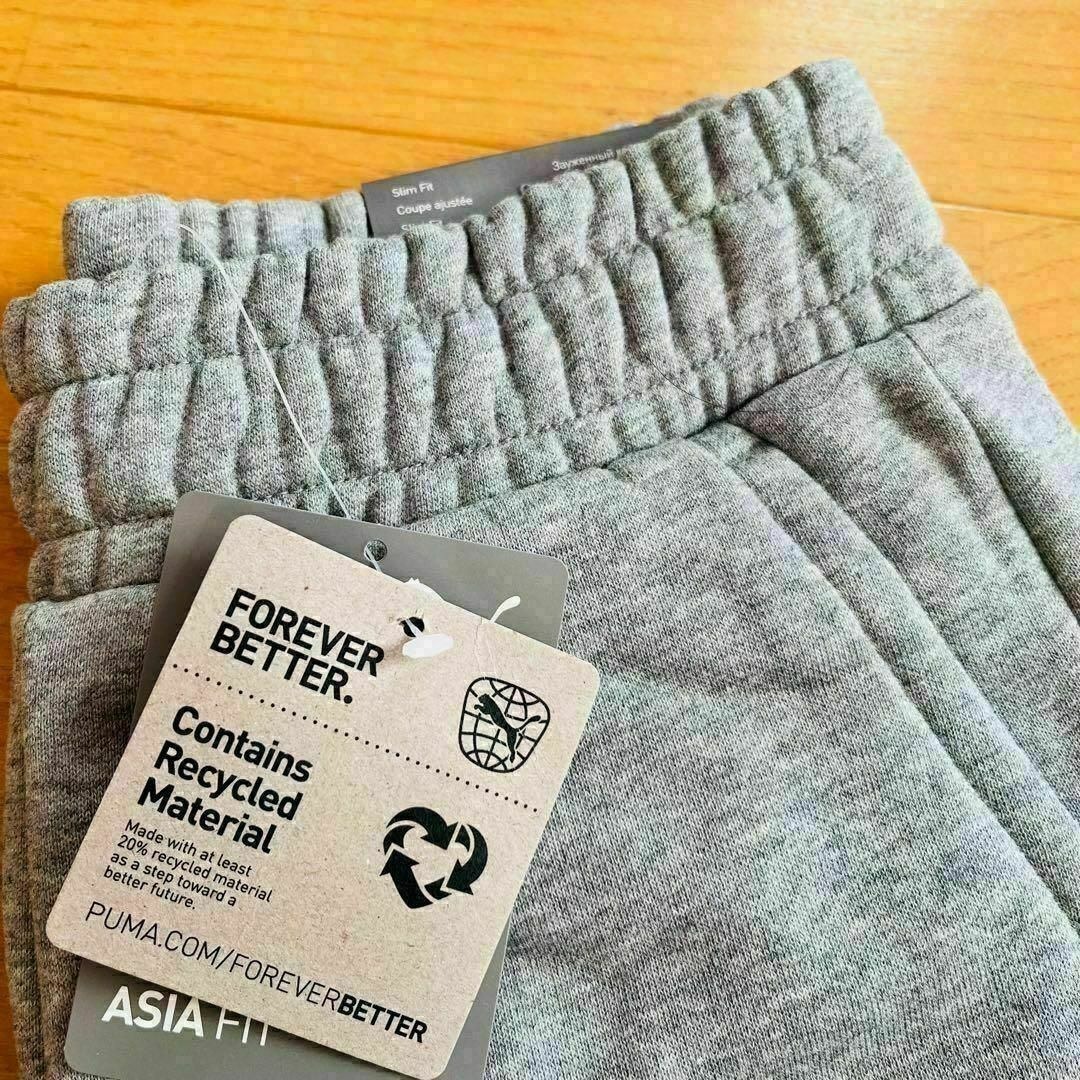 Slim Fit
Coupe ajustée
Зауженный
FOREVER
BETTER.
Contains
Recycled
Material
Made with at least
20% recycled material
as a step toward a
better future.
PUMA.COM/FOREVERBETTER
ASIA FIT